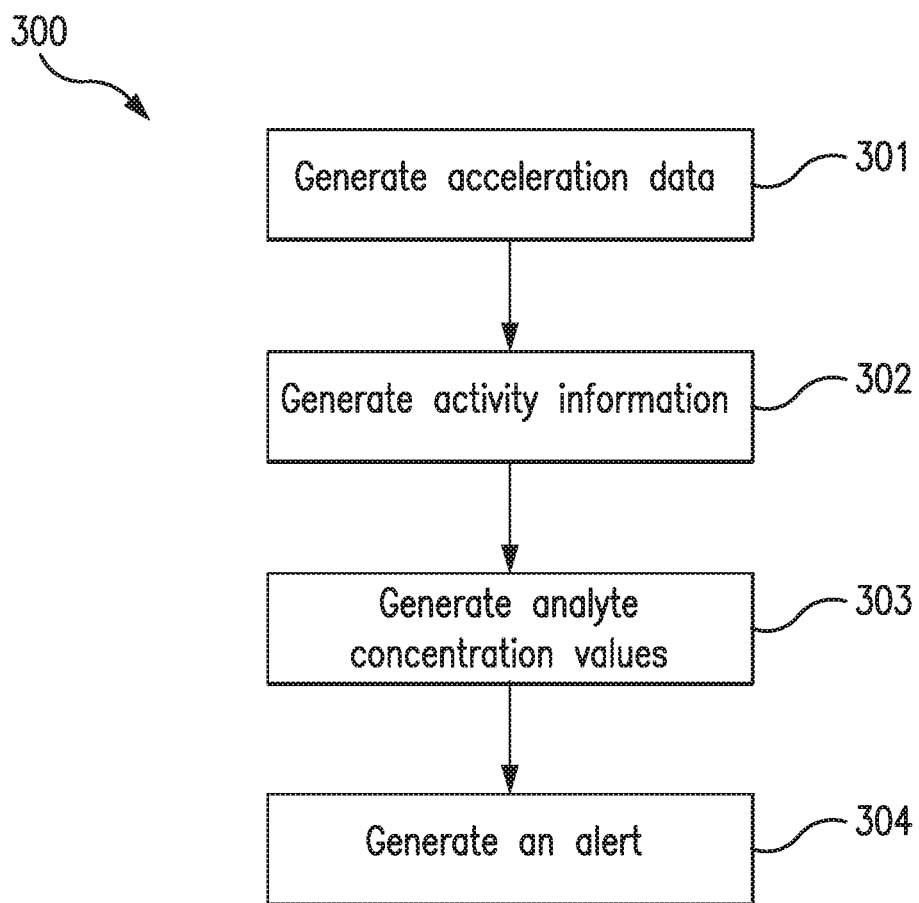 300
Generate acceleration data
301
Generate activity information
302
Generate analyte
concentration values
303
Generate an alert
304